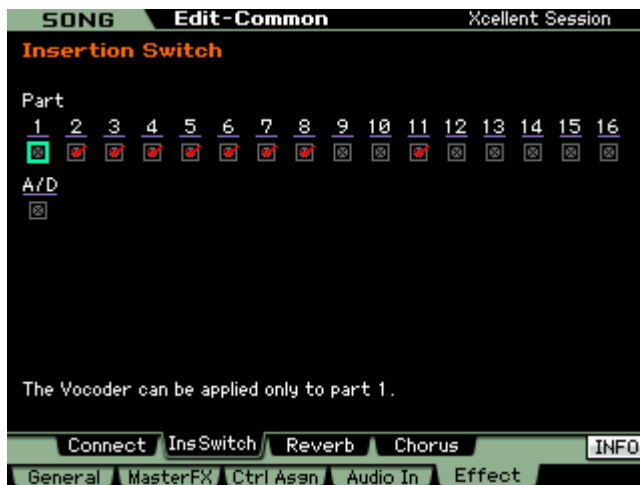 SONG Edit-Common Xcellent Session
Insertion Switch
Part
1 2 3 4 5 6 7 8 9 10 11 12 13 14 15 16
A/D
The Vocoder can be applied only to part 1.
Connect InsSwitch Reverb Chorus INFO
General MasterFX Ctrl Asgn Audio In Effect